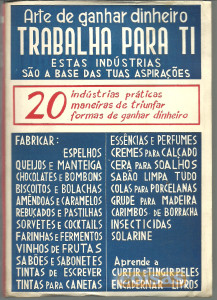 Arte de ganhar dinheiro
TRABALHA PARA TI
ESTAS INDÚSTRIAS
SÃO A BASE DAS TUAS ASPIRAÇÕES
20
indústrias práticas
maneiras de triunfar
formas de ganhar dinheiro
FABRICAR:
ESPELHOS
QUEIJOS E MANTEIGA
CHOCOLATES E BOMBONS
BISCOITOS E BOLACHAS
AMÊNDOAS E CARAMELOS
REBUÇADOS E PASTILHAS
SORVETES E COCKTAILS
FARINHAS E FERMENTOS
VINHOS DE FRUTAS
SABÕES E SABONETES
TINTAS DE ESCREVER
TINTAS PARA CANETAS
ESSÊNCIAS E PERFUMES
CREMES PARA CALÇADO
CERA PARA SOALHOS
SABÃO LIMPA TUDO
COLAS PARA PORCELANAS
GRUDE PARA MADEIRA
CARIMBOS DE BORRACHA
INSECTICIDAS
SOLARINE
Aprende a
CURTIR PELES
ENCADERNAR LIVROS